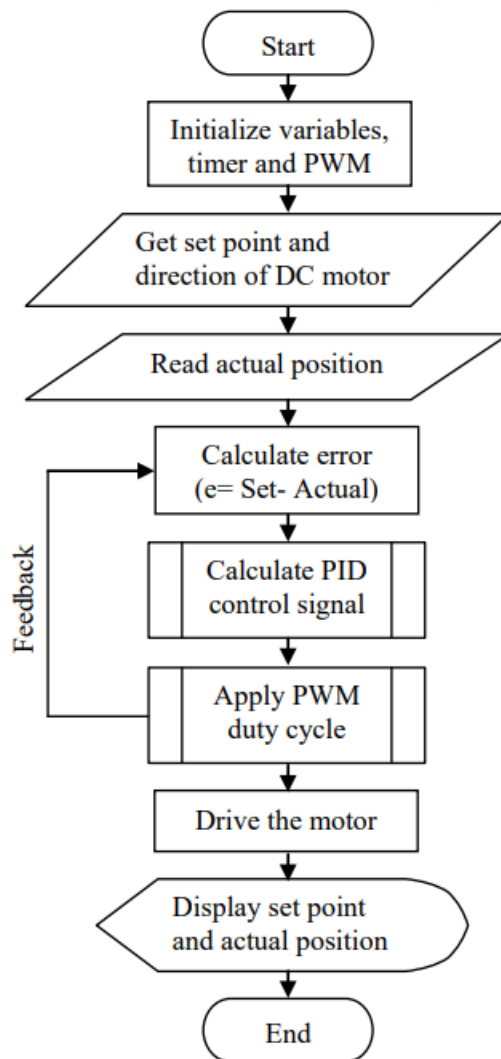 Start
Initialize variables,
timer and PWM
Get set point and
direction of DC motor
Read actual position
Calculate error
(e= Set- Actual)
Calculate PID
control signal
Feedback
Apply PWM
duty cycle
Drive the motor
Display set point
and actual position
End